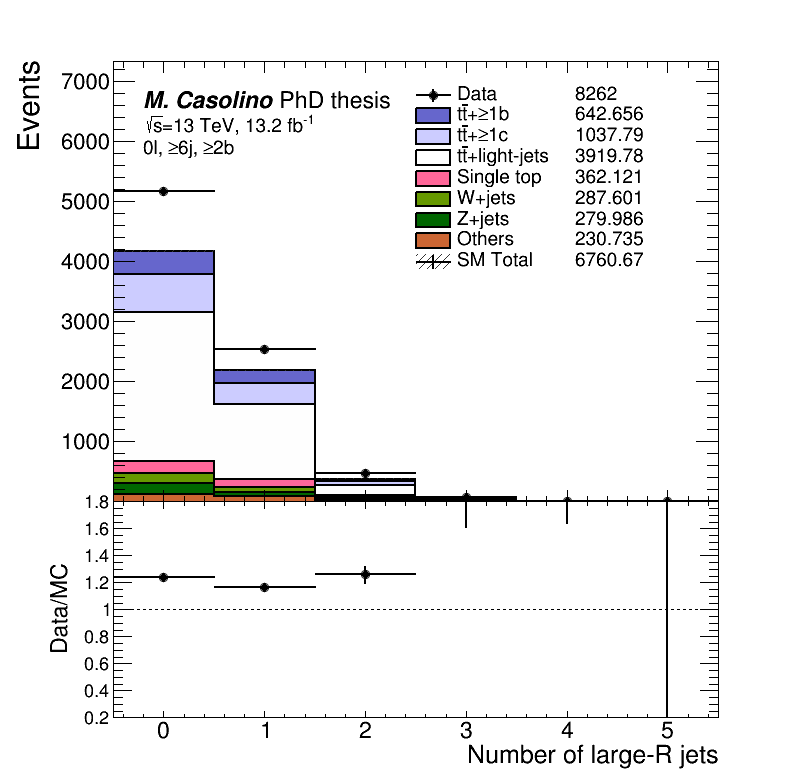 Events
7000
6000
5000
4000
3000
2000
1000
M. Casolino PhD thesis
√s=13 TeV, 13.2 fb⁻¹
0l, ≥6j, ≥2b
Data 8262
tt̄+≥1b 642.656
tt̄+≥1c 1037.79
tt̄+light-jets 3919.78
Single top 362.121
W+jets 287.601
Z+jets 279.986
Others 230.735
SM Total 6760.67
Data/MC
1.8
1.6
1.4
1.2
1
0.8
0.6
0.4
0.2
0 1 2 3 4 5
Number of large-R jets